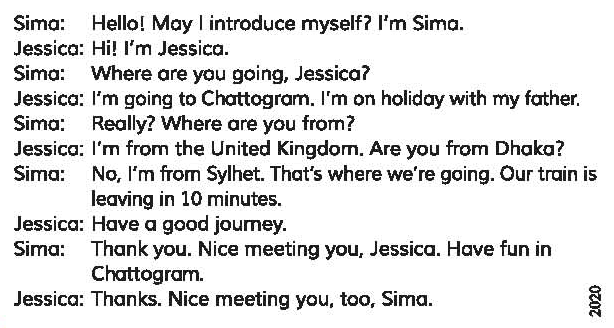 Sima: Hello! May I introduce myself? I'm Sima.
Jessica: Hi! I'm Jessica.
Sima: Where are you going, Jessica?
Jessica: I'm going to Chattogram. I'm on holiday with my father.
Sima: Really? Where are you from?
Jessica: I'm from the United Kingdom. Are you from Dhaka?
Sima: No, I'm from Sylhet. That's where we're going. Our train is
leaving in 10 minutes.
Jessica: Have a good journey.
Sima: Thank you. Nice meeting you, Jessica. Have fun in
Chattogram.
Jessica: Thanks. Nice meeting you, too, Sima.
2020